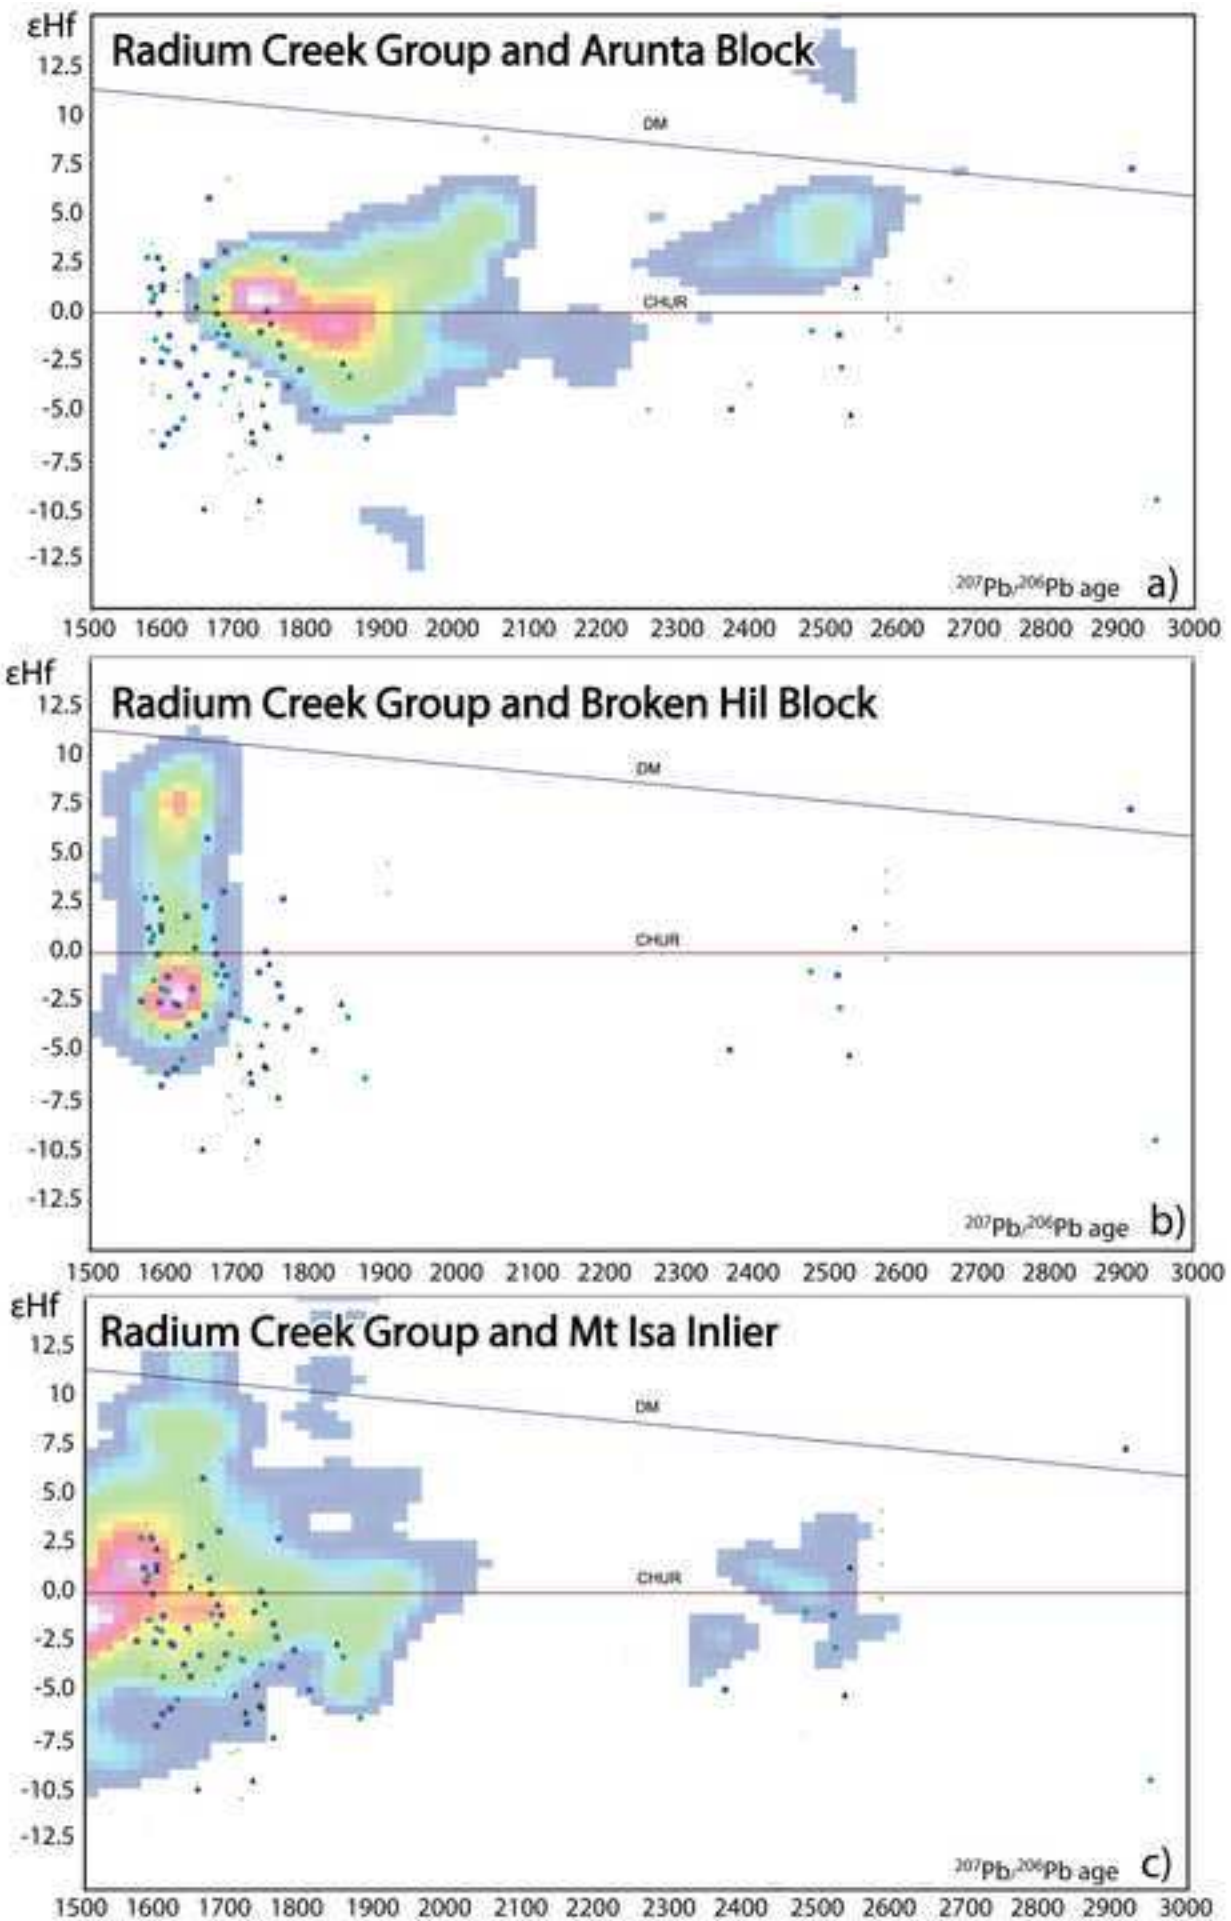 εHf
Radium Creek Group and Arunta Block
12.5
10
DM
7.5
5.0
2.5
CHUR
0.0
-2.5
-5.0
-7.5
-10.5
-12.5
²⁰⁷Pb/²⁰⁶Pb age a)
1500 1600 1700 1800 1900 2000 2100 2200 2300 2400 2500 2600 2700 2800 2900 3000
εHf
Radium Creek Group and Broken Hil Block
12.5
10
DM
7.5
5.0
2.5
CHUR
0.0
-2.5
-5.0
-7.5
-10.5
-12.5
²⁰⁷Pb/²⁰⁶Pb age b)
1500 1600 1700 1800 1900 2000 2100 2200 2300 2400 2500 2600 2700 2800 2900 3000
εHf
Radium Creek Group and Mt Isa Inlier
12.5
10
DM
7.5
5.0
2.5
CHUR
0.0
-2.5
-5.0
-7.5
-10.5
-12.5
²⁰⁷Pb/²⁰⁶Pb age c)
1500 1600 1700 1800 1900 2000 2100 2200 2300 2400 2500 2600 2700 2800 2900 3000